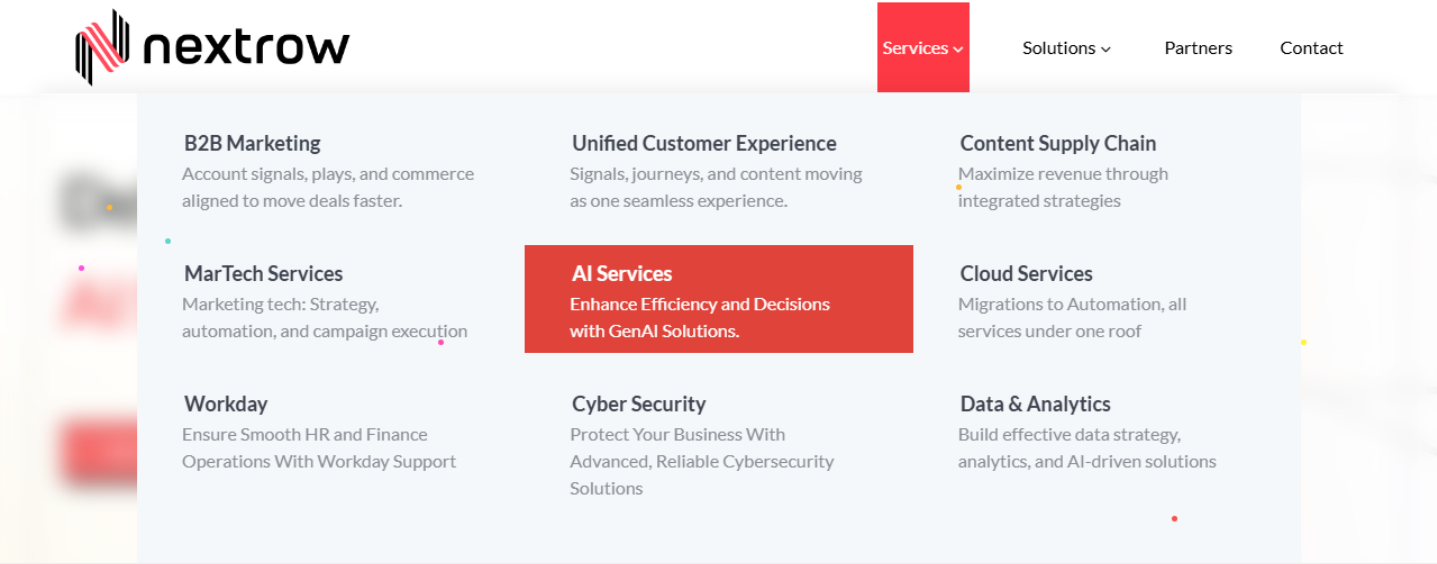 nextrow
Services
Solutions
Partners
Contact
B2B Marketing
Account signals, plays, and commerce
aligned to move deals faster.
Unified Customer Experience
Signals, journeys, and content moving
as one seamless experience.
Content Supply Chain
Maximize revenue through
integrated strategies
MarTech Services
Marketing tech: Strategy,
automation, and campaign execution
AI Services
Enhance Efficiency and Decisions
with GenAI Solutions.
Cloud Services
Migrations to Automation, all
services under one roof
Workday
Ensure Smooth HR and Finance
Operations With Workday Support
Cyber Security
Protect Your Business With
Advanced, Reliable Cybersecurity
Solutions
Data & Analytics
Build effective data strategy,
analytics, and AI-driven solutions